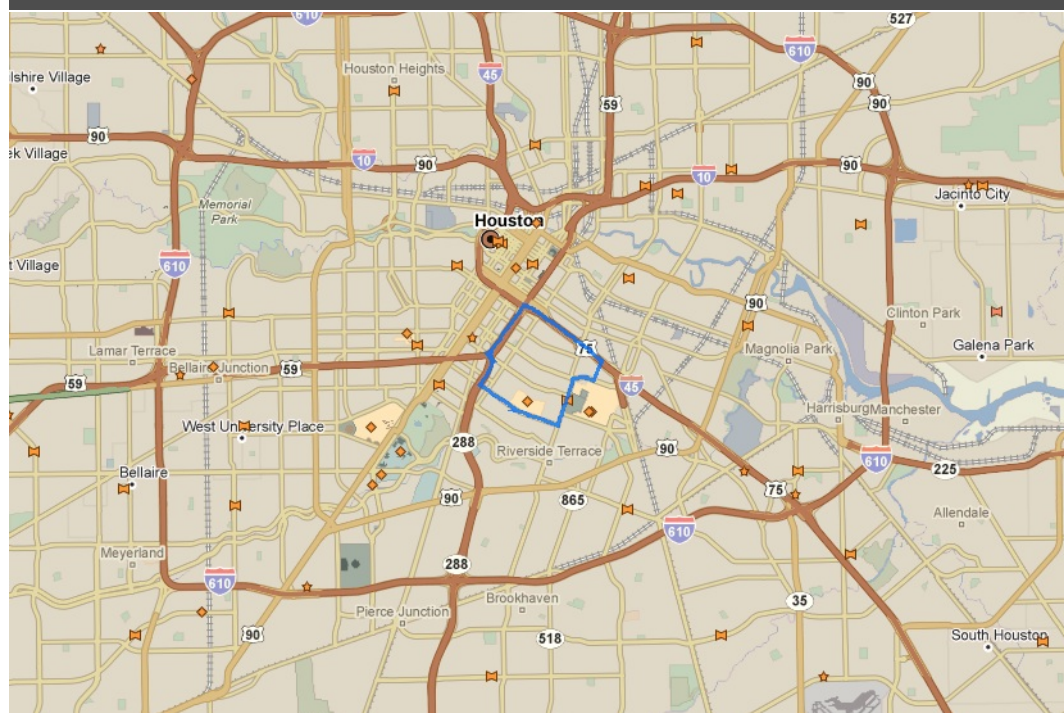 610
527
Houston Heights
45
610
lshire Village
90
59
90
90
ek Village
10
90
10
90
90
Jacinto City
Memorial
Park
Houston
t Village
610
610
90
Clinton Park
Lamar Terrace
75
Magnolia Park
Galena Park
59
Bellaire Junction
59
45
Harrisburg
Manchester
West University Place
288
Riverside Terrace
90
610
225
Bellaire
90
865
75
Allendale
610
Meyerland
288
610
Brookhaven
35
Pierce Junction
90
518
South Houston